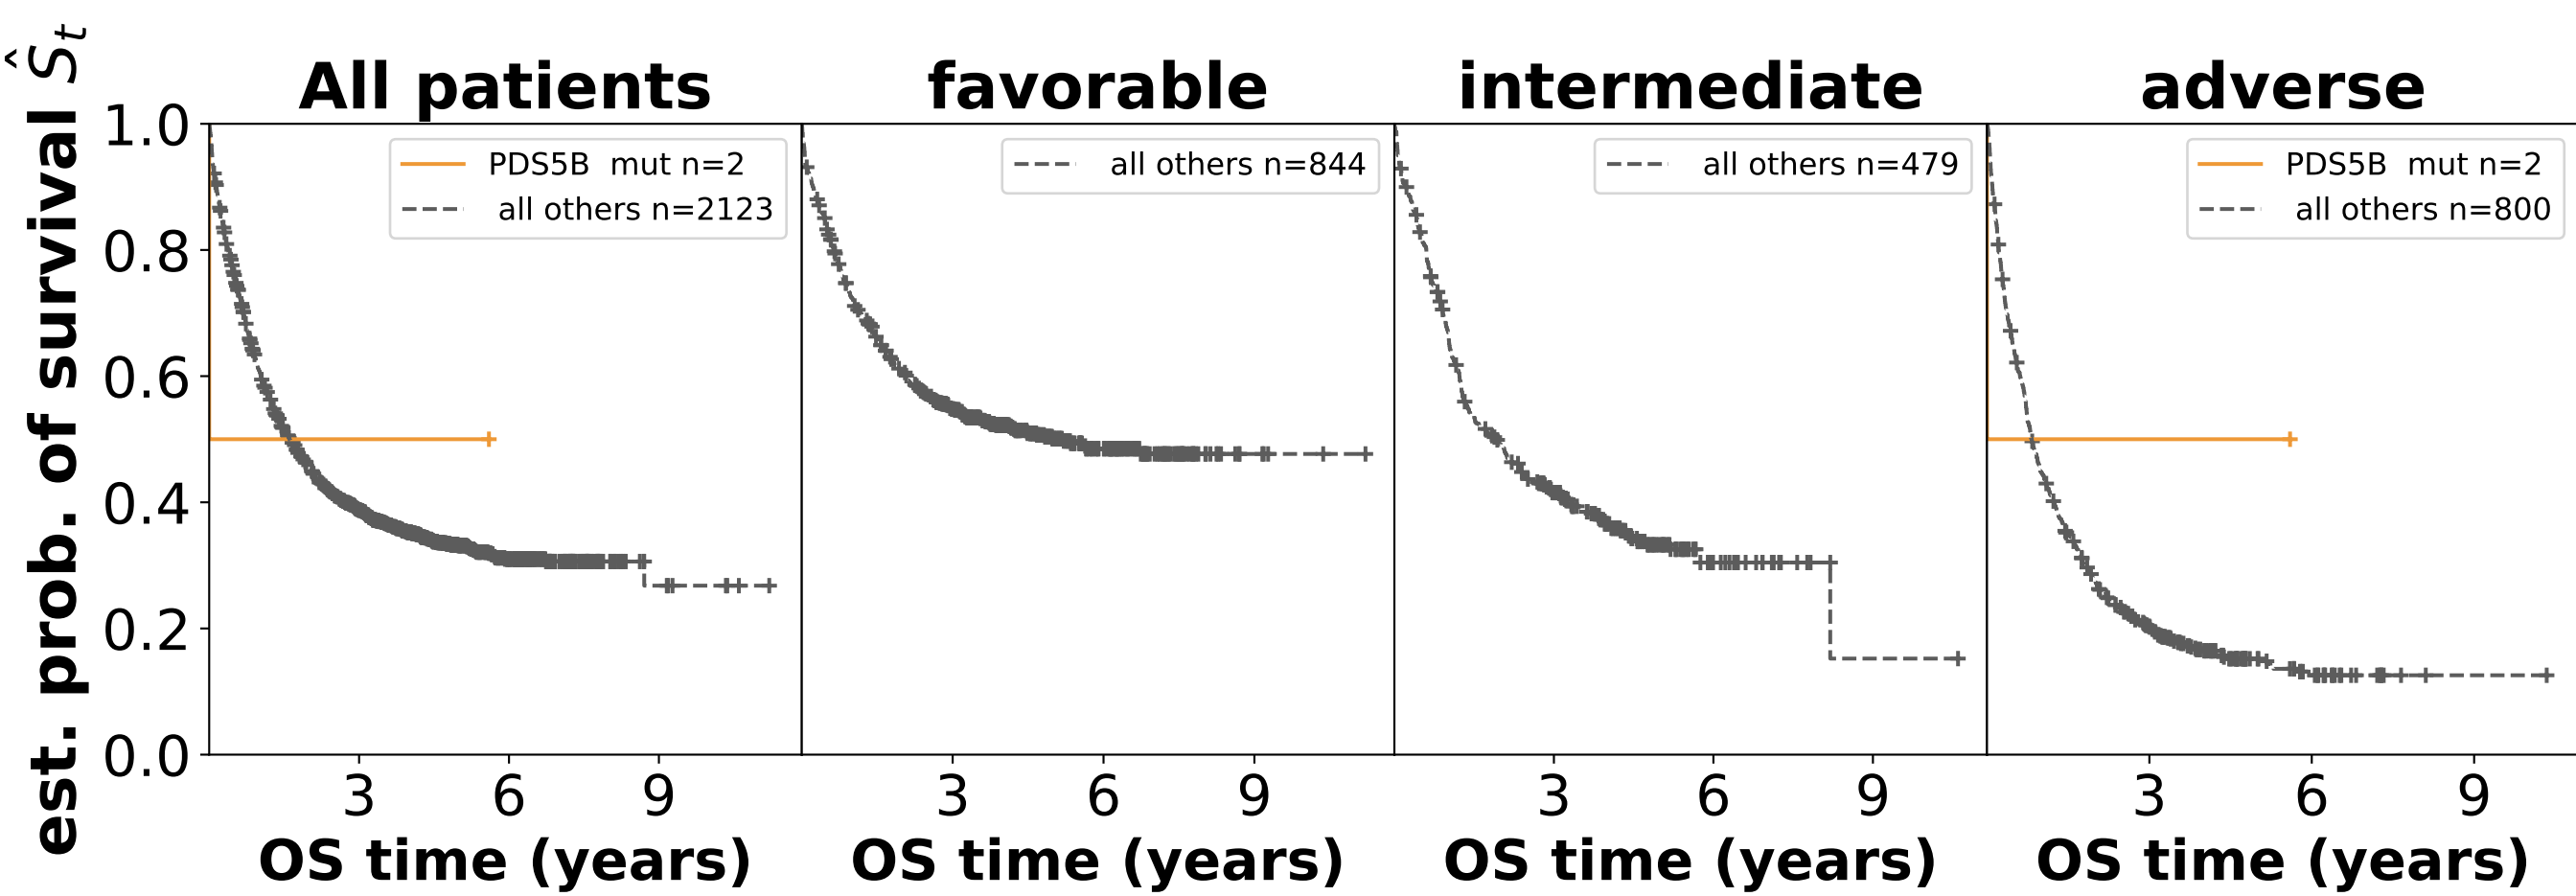 est. prob. of survival Ŝt
All patients
favorable
intermediate
adverse
1.0
0.8
0.6
0.4
0.2
0.0
PDS5B  mut n=2
all others n=2123
all others n=844
all others n=479
PDS5B  mut n=2
all others n=800
3 6 9
3 6 9
3 6 9
3 6 9
OS time (years)
OS time (years)
OS time (years)
OS time (years)